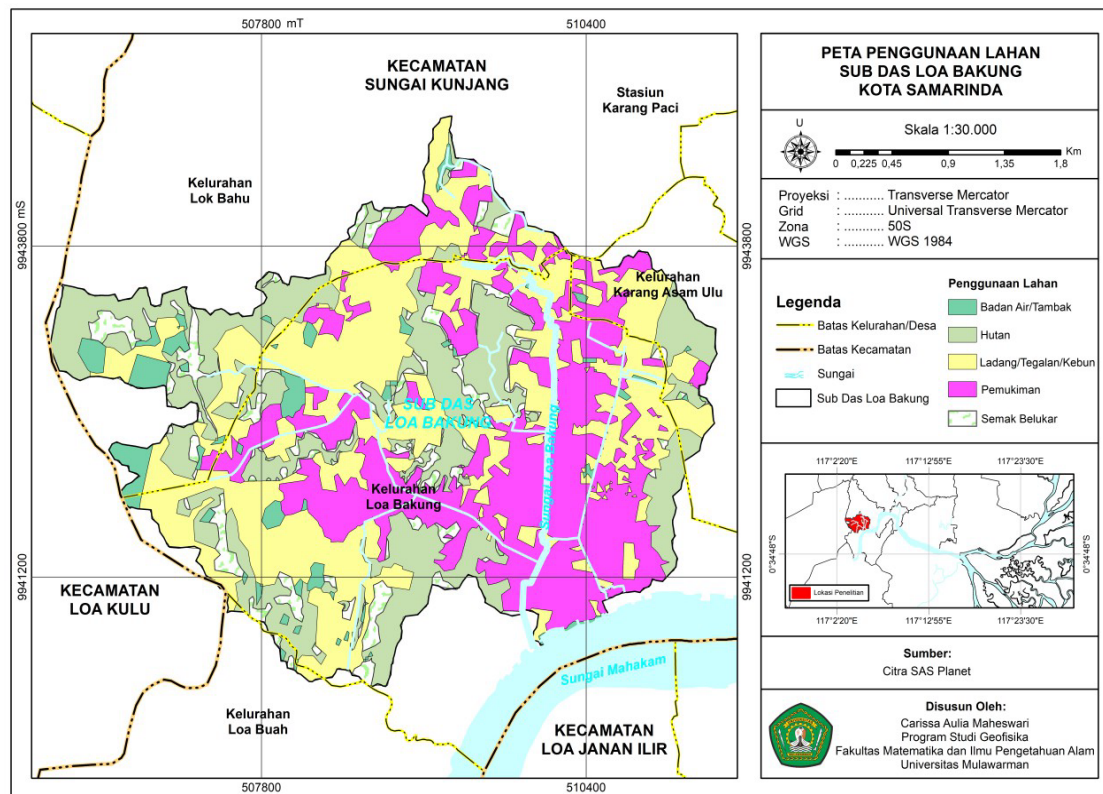 507800 mT
510400
9943800 mS
9941200
KECAMATAN
SUNGAI KUNJANG
Stasiun
Karang Paci
Kelurahan
Lok Bahu
Kelurahan
Karang Asam Ulu
SUB DAS
LOA BAKUNG
Sungai Loa Bakung
Kelurahan
Loa Bakung
KECAMATAN
LOA KULU
Sungai Mahakam
Kelurahan
Loa Buah
KECAMATAN
LOA JANAN ILIR
507800
510400
9943800
9941200
PETA PENGGUNAAN LAHAN
SUB DAS LOA BAKUNG
KOTA SAMARINDA
U
Skala 1:30.000
Km
0 0,225 0,45 0,9 1,35 1,8
Proyeksi : .......... Transverse Mercator
Grid : .......... Universal Transverse Mercator
Zona : .......... 50S
WGS : .......... WGS 1984
Legenda
Batas Kelurahan/Desa
Batas Kecamatan
Sungai
Sub Das Loa Bakung
Penggunaan Lahan
Badan Air/Tambak
Hutan
Ladang/Tegalan/Kebun
Pemukiman
Semak Belukar
117°2'20"E 117°12'55"E 117°23'30"E
0°34'48"S
0°34'48"S
Lokasi Penelitian
117°2'20"E 117°12'55"E 117°23'30"E
Sumber:
Citra SAS Planet
Disusun Oleh:
Carissa Aulia Maheswari
Program Studi Geofisika
Fakultas Matematika dan Ilmu Pengetahuan Alam
Universitas Mulawarman